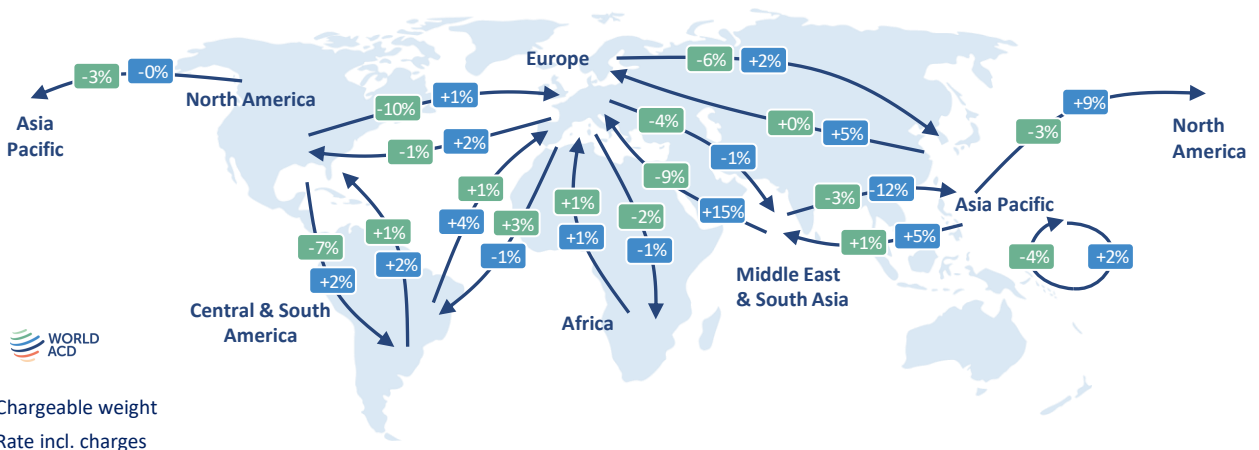 Europe
-6%
+2%
-3%
-0%
North America
Asia
Pacific
-10%
+1%
-1%
+2%
-4%
-1%
+0%
+5%
-3%
+9%
North
America
-9%
+15%
-3%
-12%
Asia Pacific
+1%
+5%
-4%
+2%
+1%
+4%
+3%
-1%
+1%
+1%
-2%
-1%
-7%
+2%
+1%
+2%
Middle East
& South Asia
Central & South
America
Africa
WORLD
ACD
Chargeable weight
Rate incl. charges